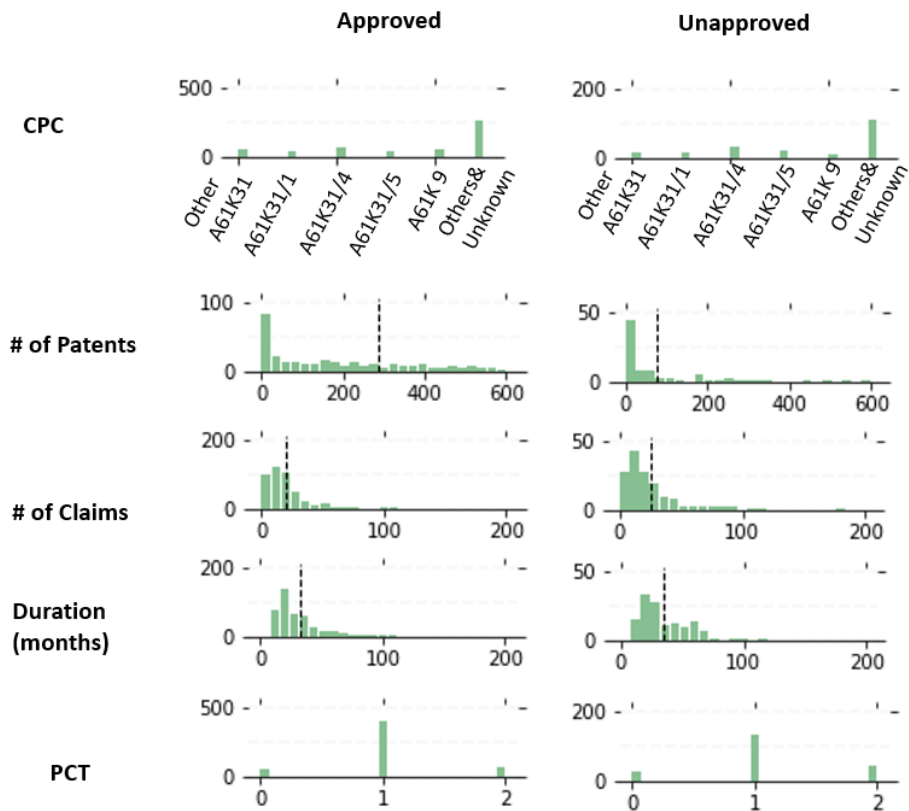 Approved
Unapproved
CPC
500
0
200
0
Other
A61K31
A61K31/1
A61K31/4
A61K31/5
A61K 9
Others&
Unknown
Other
A61K31
A61K31/1
A61K31/4
A61K31/5
A61K 9
Others&
Unknown
# of Patents
100
0
0 200 400 600
50
0
0 200 400 600
# of Claims
200
0
0 100 200
50
0
0 100 200
Duration
(months)
200
0
0 100 200
50
0
0 100 200
PCT
500
0
0 1 2
200
0
0 1 2